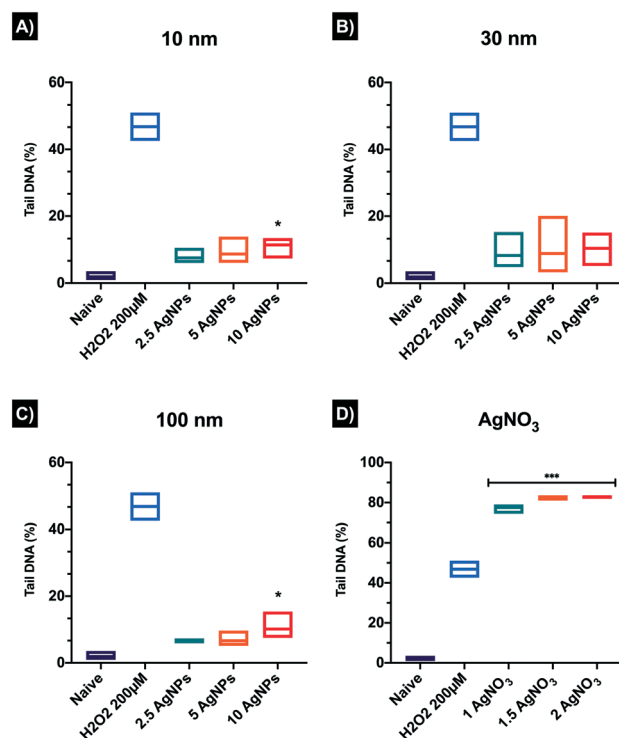 A)
10 nm
60
40
20
0
Tail DNA (%)
*
Naive
H2O2 200µM
2.5 AgNPs
5 AgNPs
10 AgNPs
B)
30 nm
60
40
20
0
Tail DNA (%)
Naive
H2O2 200µM
2.5 AgNPs
5 AgNPs
10 AgNPs
C)
100 nm
60
40
20
0
Tail DNA (%)
*
Naive
H2O2 200µM
2.5 AgNPs
5 AgNPs
10 AgNPs
D)
AgNO₃
100
80
60
40
20
0
Tail DNA (%)
***
Naive
H2O2 200µM
1 AgNO₃
1.5 AgNO₃
2 AgNO₃